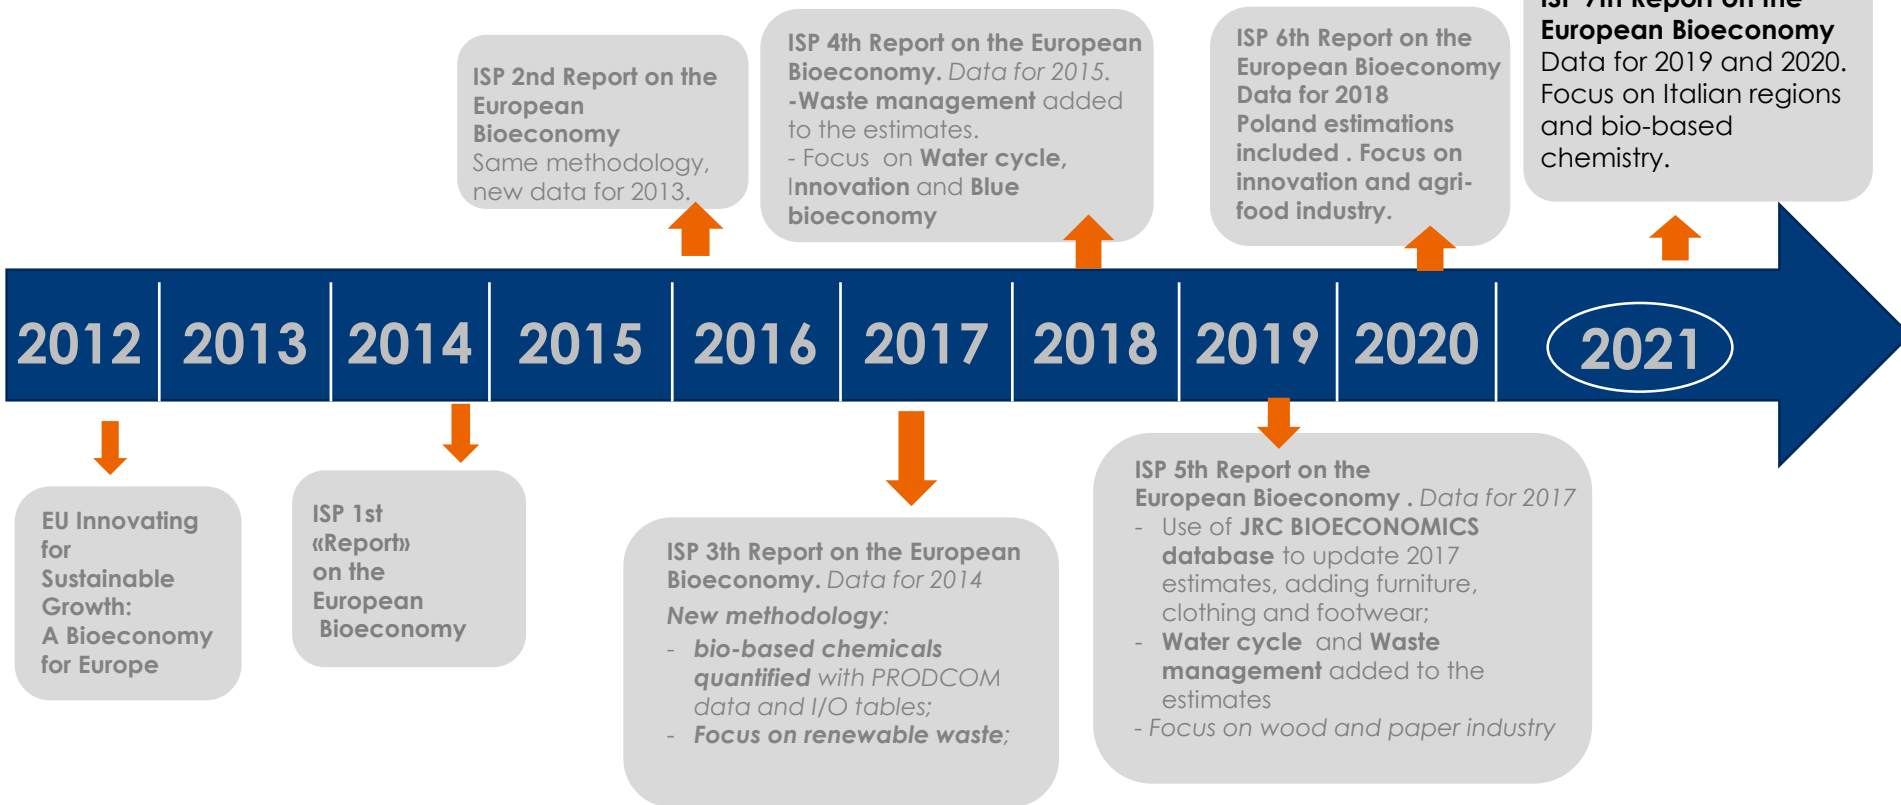 ISP 2nd Report on the
European
Bioeconomy
Same methodology,
new data for 2013.
ISP 4th Report on the European
Bioeconomy. Data for 2015.
-Waste management added
to the estimates.
- Focus on Water cycle,
Innovation and Blue
bioeconomy
ISP 6th Report on the
European Bioeconomy
Data for 2018
Poland estimations
included . Focus on
innovation and agri-
food industry.
ISP 7th Report on the
European Bioeconomy
Data for 2019 and 2020.
Focus on Italian regions
and bio-based
chemistry.
2012
2013
2014
2015
2016
2017
2018
2019
2020
2021
EU Innovating
for
Sustainable
Growth:
A Bioeconomy
for Europe
ISP 1st
«Report»
on the
European
Bioeconomy
ISP 3th Report on the European
Bioeconomy. Data for 2014
New methodology:
- bio-based chemicals
quantified with PRODCOM
data and I/O tables;
- Focus on renewable waste;
ISP 5th Report on the
European Bioeconomy . Data for 2017
- Use of JRC BIOECONOMICS
database to update 2017
estimates, adding furniture,
clothing and footwear;
- Water cycle and Waste
management added to the
estimates
- Focus on wood and paper industry